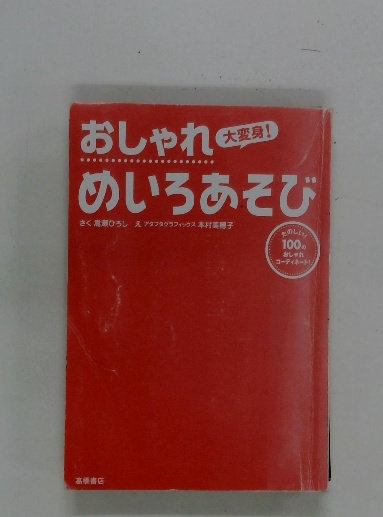 おしゃれ 大変身!
めいろあそび
さく 尾瀬ひろし え アタフタグラフィックス 本村美穂子
たのしい!
100の
おしゃれ
コーディネート!
高橋書店